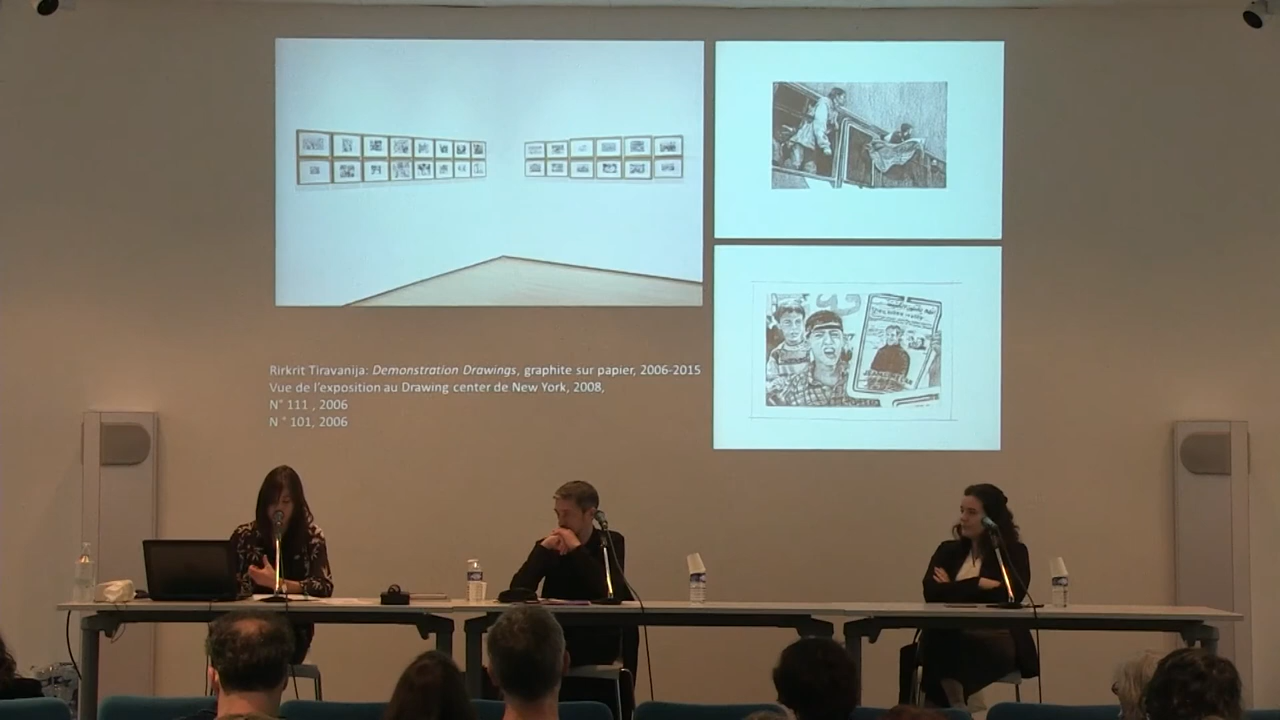 Rirkrit Tiravanija: Demonstration Drawings, graphite sur papier, 2006-2015
Vue de l'exposition au Drawing center de New York, 2008,
N° 111 , 2006
N ° 101, 2006